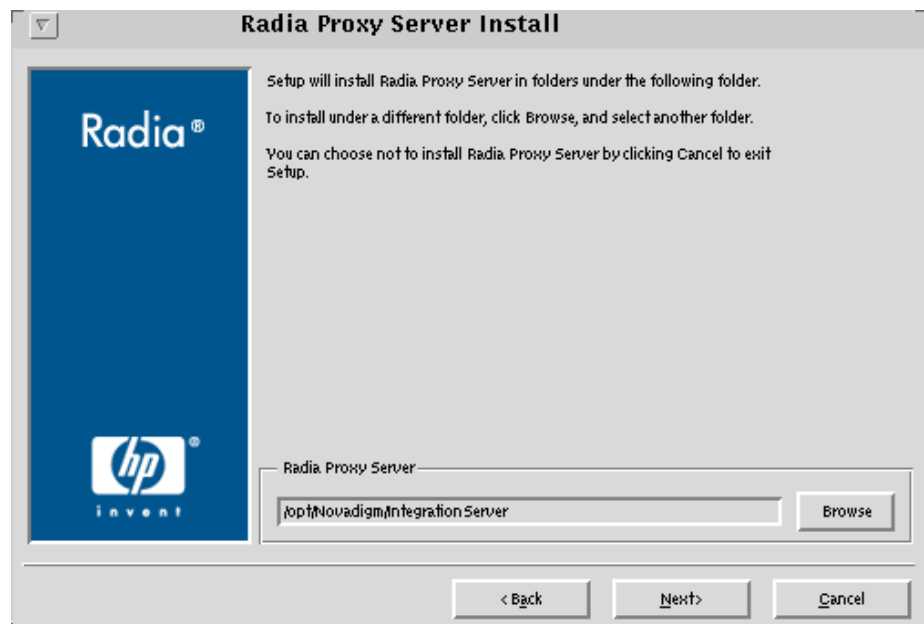 Radia Proxy Server Install
Setup will install Radia Proxy Server in folders under the following folder.
To install under a different folder, click Browse, and select another folder.
You can choose not to install Radia Proxy Server by clicking Cancel to exit
Setup.
Radia®
hp®
invent
Radia Proxy Server
/opt/Novadigm/IntegrationServer
Browse
< Back
Next>
Cancel